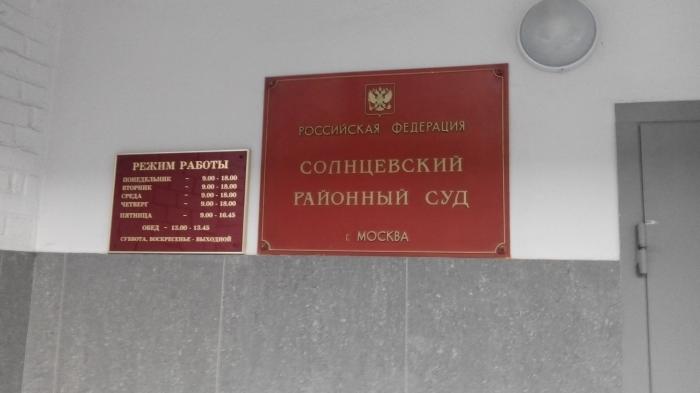 РЕЖИМ РАБОТЫ
ПОНЕДЕЛЬНИК - 9.00 - 18.00
ВТОРНИК - 9.00 - 18.00
СРЕДА - 9.00 - 18.00
ЧЕТВЕРГ - 9.00 - 18.00
ПЯТНИЦА - 9.00 - 16.45
ОБЕД - 13.00 - 13.45
СУББОТА, ВОСКРЕСЕНЬЕ - ВЫХОДНОЙ
РОССИЙСКАЯ ФЕДЕРАЦИЯ
СОЛНЦЕВСКИЙ
РАЙОННЫЙ СУД
г. МОСКВА